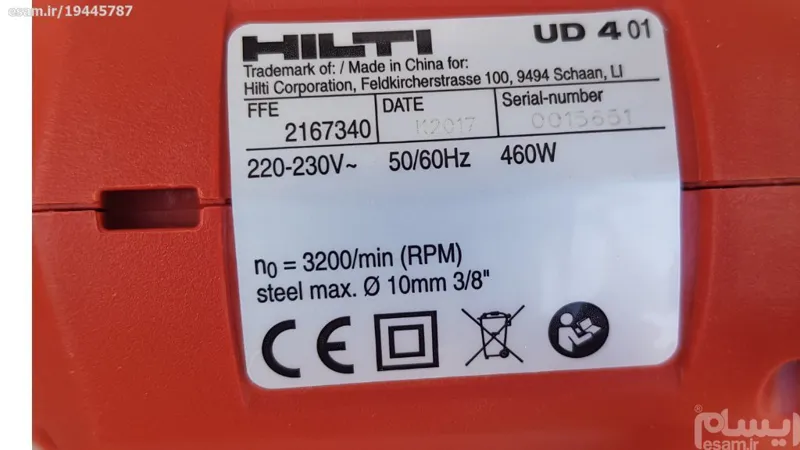 esam.ir/19445787
HILTI UD 4 01
Trademark of: / Made in China for:
Hilti Corporation, Feldkircherstrasse 100, 9494 Schaan, LI
FFE DATE Serial-number
2167340 K2017 0015651
220-230V~ 50/60Hz 460W
n0 = 3200/min (RPM)
steel max. Ø 10mm 3/8"
CE
ایسام
esam.ir